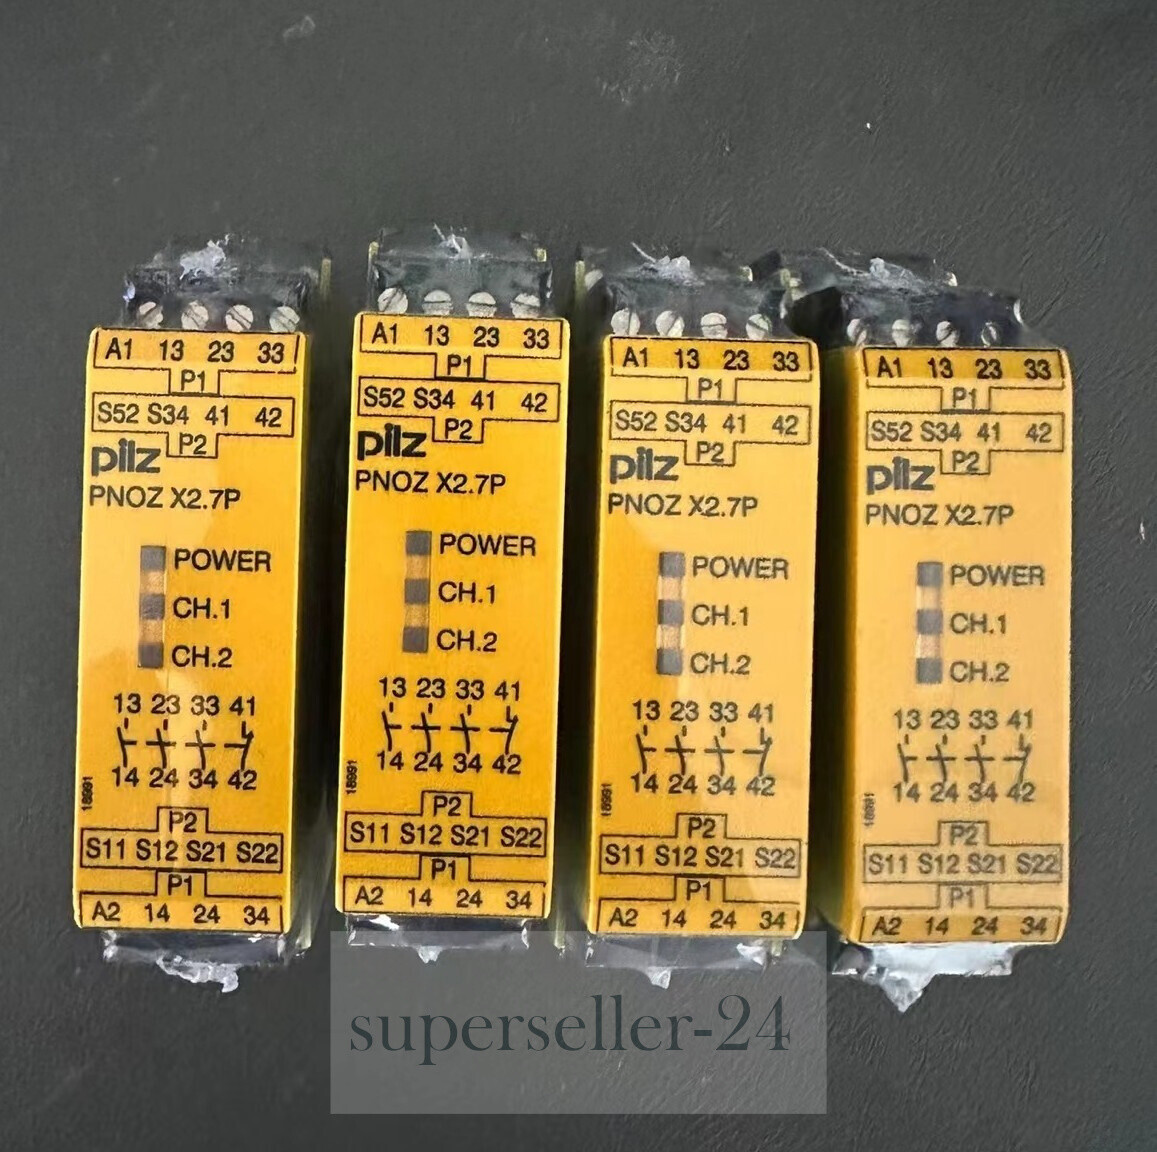 A1 13 23 33
P1
S52 S34 41 42
P2
pilz
PNOZ X2.7P
POWER
CH.1
CH.2
13 23 33 41
14 24 34 42
18991
P2
S11 S12 S21 S22
P1
A2 14 24 34
A1 13 23 33
P1
S52 S34 41 42
P2
pilz
PNOZ X2.7P
POWER
CH.1
CH.2
13 23 33 41
14 24 34 42
18991
P2
S11 S12 S21 S22
P1
A2 14 24 34
A1 13 23 33
P1
S52 S34 41 42
P2
pilz
PNOZ X2.7P
POWER
CH.1
CH.2
13 23 33 41
14 24 34 42
18991
P2
S11 S12 S21 S22
P1
A2 14 24 34
A1 13 23 33
P1
S52 S34 41 42
P2
pilz
PNOZ X2.7P
POWER
CH.1
CH.2
13 23 33 41
14 24 34 42
P2
S11 S12 S21 S22
P1
A2 14 24 34
superseller-24